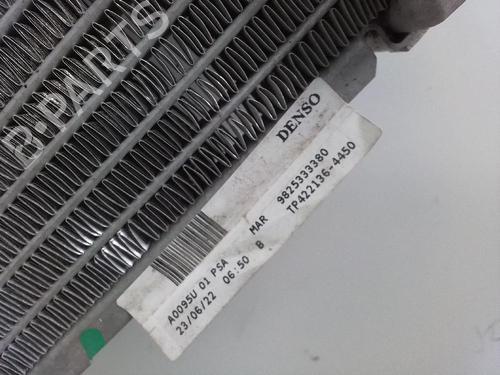 B-PARTS
DENSO
MAR 9825333380
B TP422136-4450
A0095U 01 PSA
23/06/22 06:50